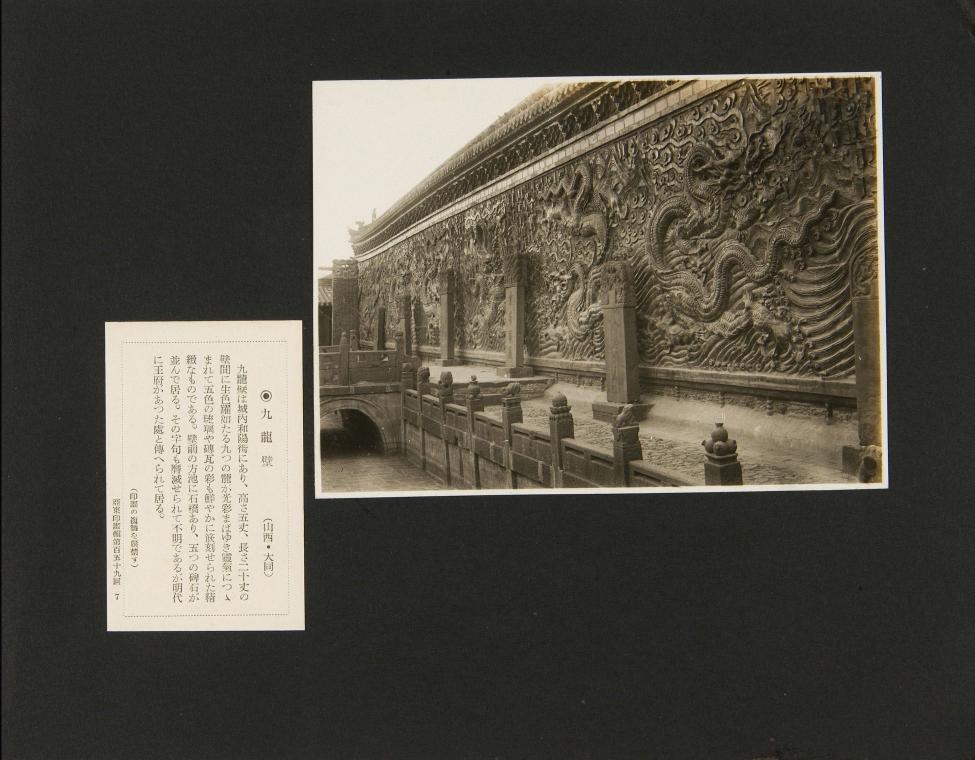 ◉九龍壁 (山西・大同)
九龍壁は城内和陽街にあり、高さ五丈、長さ二十丈の
壁間に生色躍如たる九つの龍が光彩まばゆき靈氣につゝ
まれて五色の琉璃や磚瓦の彩も鮮やかに嵌刻せられた精
緻なものである。壁前の方池に石橋あり、五つの碑石が
並んで居る。その字句も磨滅せられて不明であるが明代
に王府があつた處と傳へられて居る。
(印畫の複製を嚴禁す)
亞東印畫輯第百五十九回 7